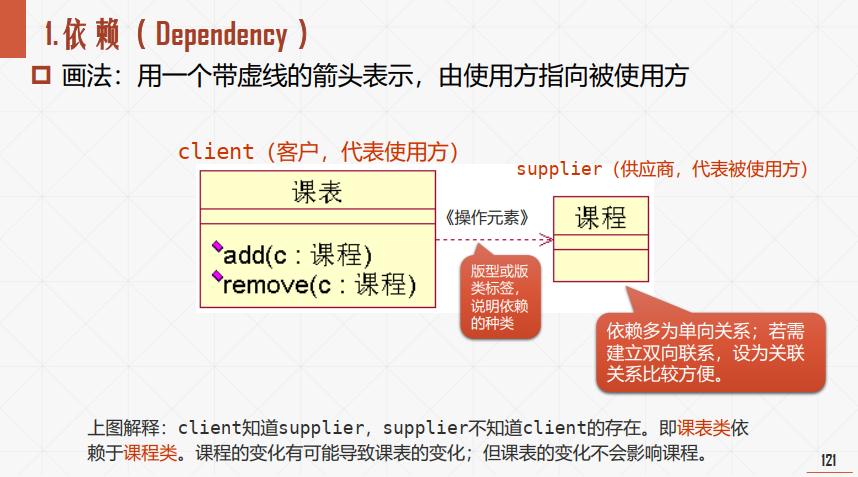 1.依 赖 （ Dependency ）
画法：用一个带虚线的箭头表示，由使用方指向被使用方
client（客户，代表使用方）
supplier（供应商，代表被使用方）
课表
《操作元素》
课程
add(c : 课程)
remove(c : 课程)
版型或版
类标签，
说明依赖
的种类
依赖多为单向关系；若需
建立双向联系，设为关联
关系比较方便。
上图解释：client知道supplier，supplier不知道client的存在。即课表类依
赖于课程类。课程的变化有可能导致课表的变化；但课表的变化不会影响课程。
121